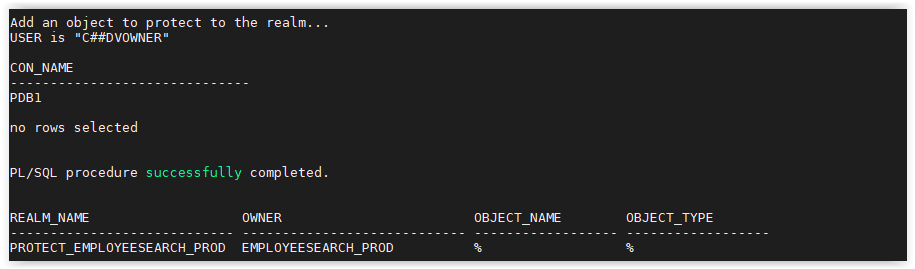 Add an object to protect to the realm...
USER is "C##DVOWNER"
CON_NAME
------------------------------
PDB1
no rows selected
PL/SQL procedure successfully completed.
REALM_NAME OWNER OBJECT_NAME OBJECT_TYPE
---------------------------- ---------------------------- ----------------- ------------------
PROTECT_EMPLOYEESEARCH_PROD EMPLOYEESEARCH_PROD % %